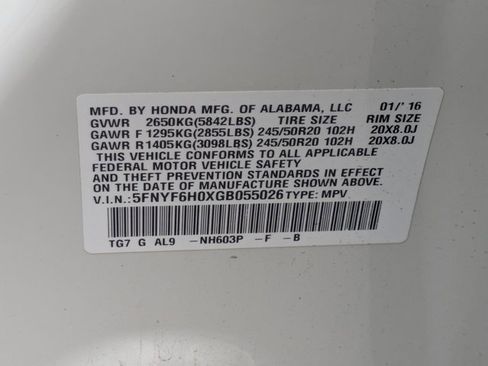 MFD. BY HONDA MFG. OF ALABAMA, LLC 01/'16
GVWR 2650KG(5842LBS) TIRE SIZE RIM SIZE
GAWR F 1295KG(2855LBS) 245/50R20 102H 20X8.0J
GAWR R 1405KG(3098LBS) 245/50R20 102H 20X8.0J
THIS VEHICLE CONFORMS TO ALL APPLICABLE
FEDERAL MOTOR VEHICLE SAFETY
AND THEFT PREVENTION STANDARDS IN EFFECT
ON THE DATE OF MANUFACTURE SHOWN ABOVE.
V.I.N.: 5FNYF6H0XGB055026 TYPE: MPV
TG7 G AL9 -NH603P -F -B